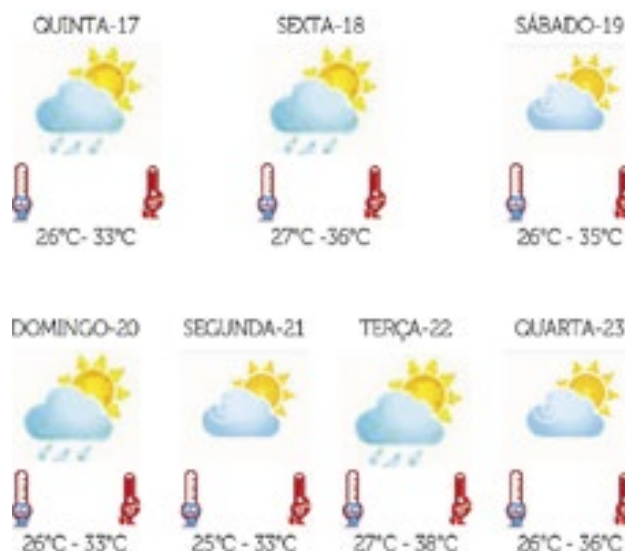 QUINTA-17
SEXTA-18
SÁBADO-19
26°C- 33°C
27°C -36°C
26°C - 35°C
DOMINGO-20
SEGUNDA-21
TERÇA-22
QUARTA-23
26°C - 33°C
25°C - 33°C
27°C - 38°C
26°C - 36°C